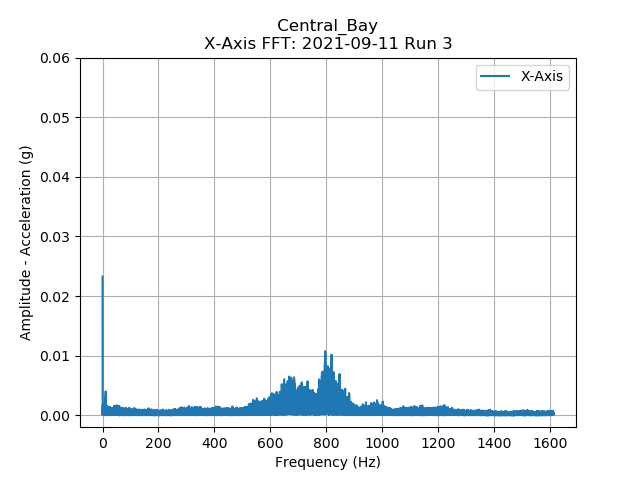 Central_Bay
X-Axis FFT: 2021-09-11 Run 3
X-Axis
Amplitude - Acceleration (g)
0.06
0.05
0.04
0.03
0.02
0.01
0.00
0 200 400 600 800 1000 1200 1400 1600
Frequency (Hz)